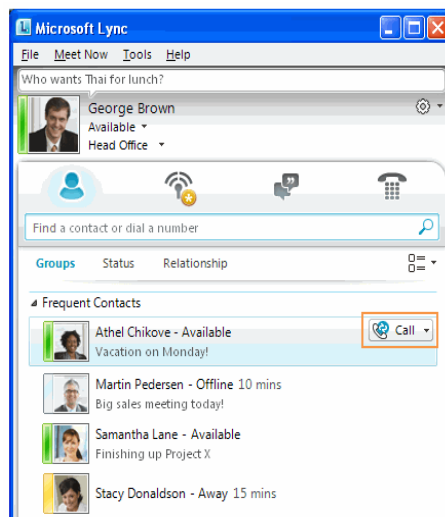 Microsoft Lync
File Meet Now Tools Help
Who wants Thai for lunch?
George Brown
Available
Head Office
Find a contact or dial a number
Groups Status Relationship
Frequent Contacts
Athel Chikove - Available
Call
Vacation on Monday!
Martin Pedersen - Offline 10 mins
Big sales meeting today!
Samantha Lane - Available
Finishing up Project X
Stacy Donaldson - Away 15 mins